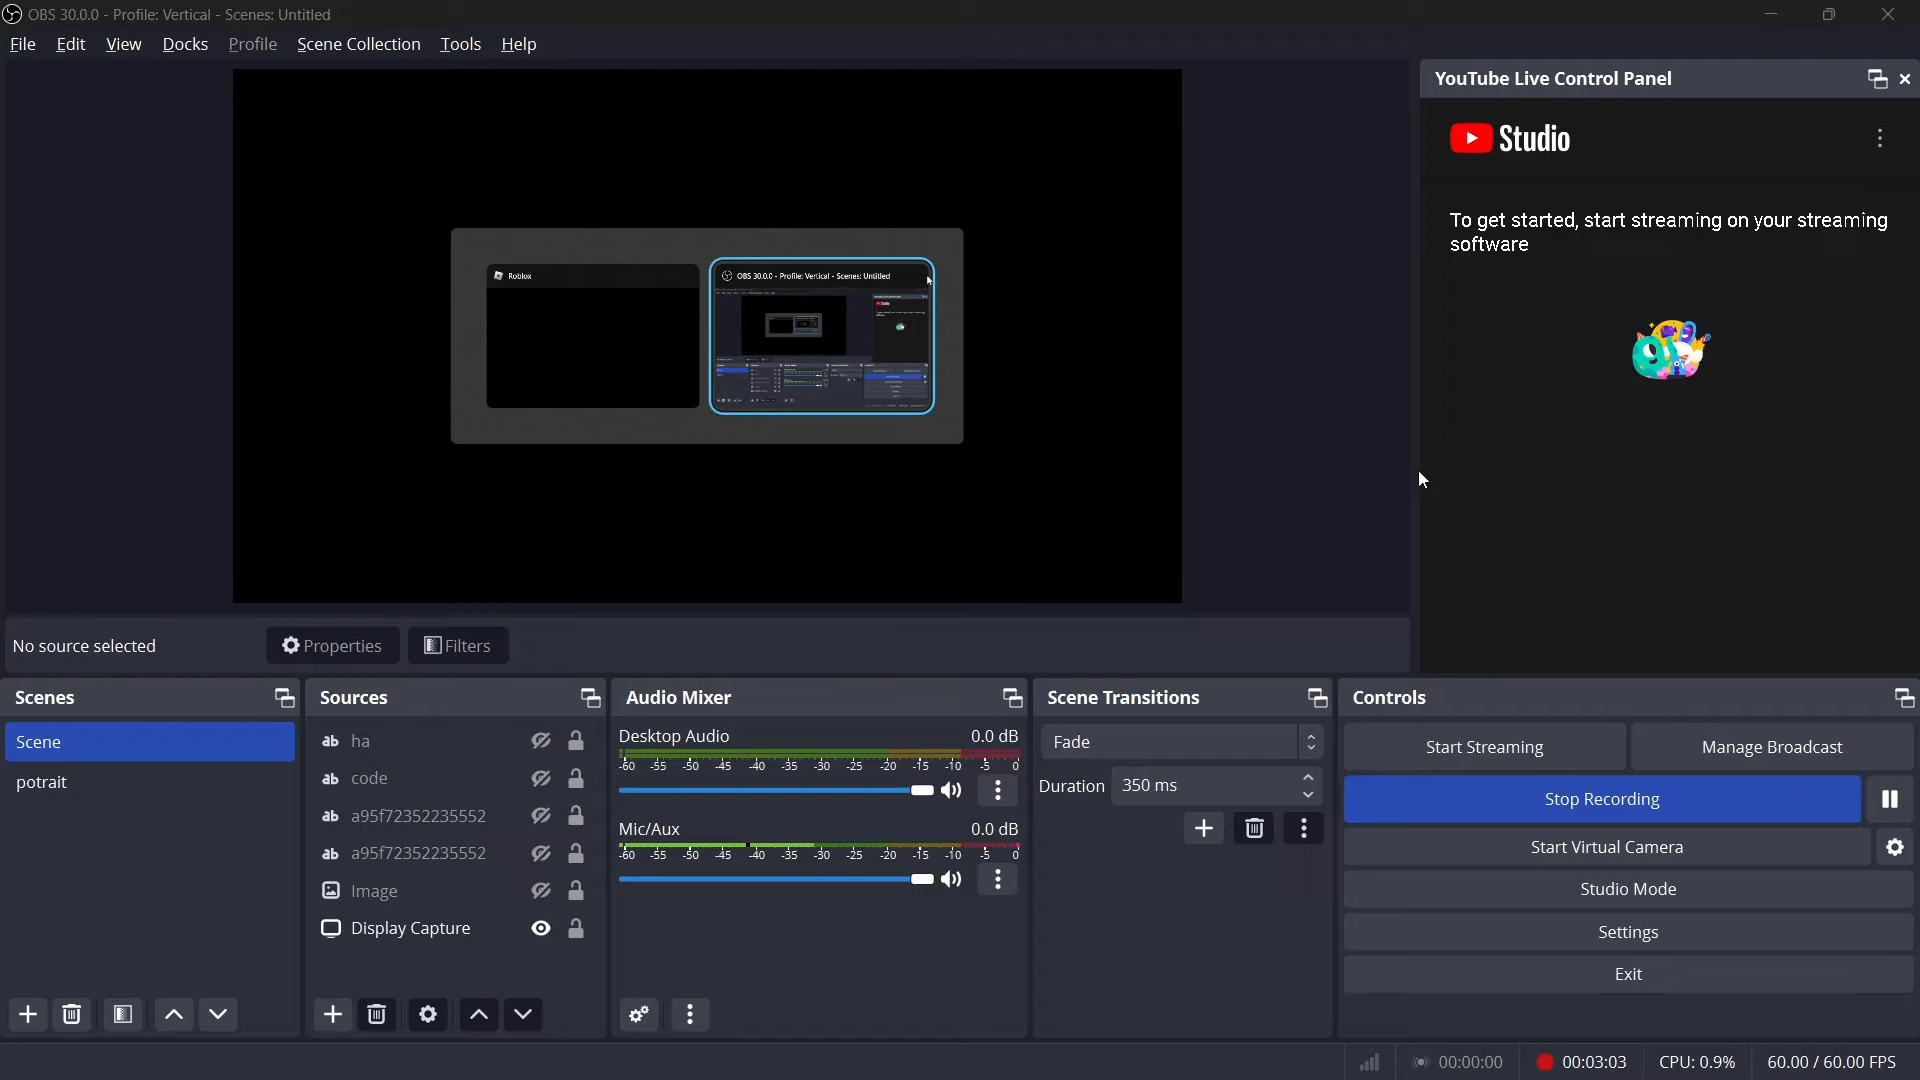 OBS 30.0.0 - Profile: Vertical - Scenes: Untitled
File Edit View Docks Profile Scene Collection Tools Help
YouTube Live Control Panel
Studio
To get started, start streaming on your streaming
software
Roblox
OBS 30.0.0 - Profile: Vertical - Scenes: Untitled
No source selected
Properties
Filters
Scenes
Scene
potrait
Sources
ab ha
ab code
ab a95f72352235552
ab a95f72352235552
Image
Display Capture
Audio Mixer
Desktop Audio 0.0 dB
-60 -55 -50 -45 -40 -35 -30 -25 -20 -15 -10 -5 0
Mic/Aux 0.0 dB
-60 -55 -50 -45 -40 -35 -30 -25 -20 -15 -10 -5 0
Scene Transitions
Fade
Duration 350 ms
Controls
Start Streaming
Manage Broadcast
Stop Recording
Start Virtual Camera
Studio Mode
Settings
Exit
00:00:00
00:03:03
CPU: 0.9%
60.00 / 60.00 FPS